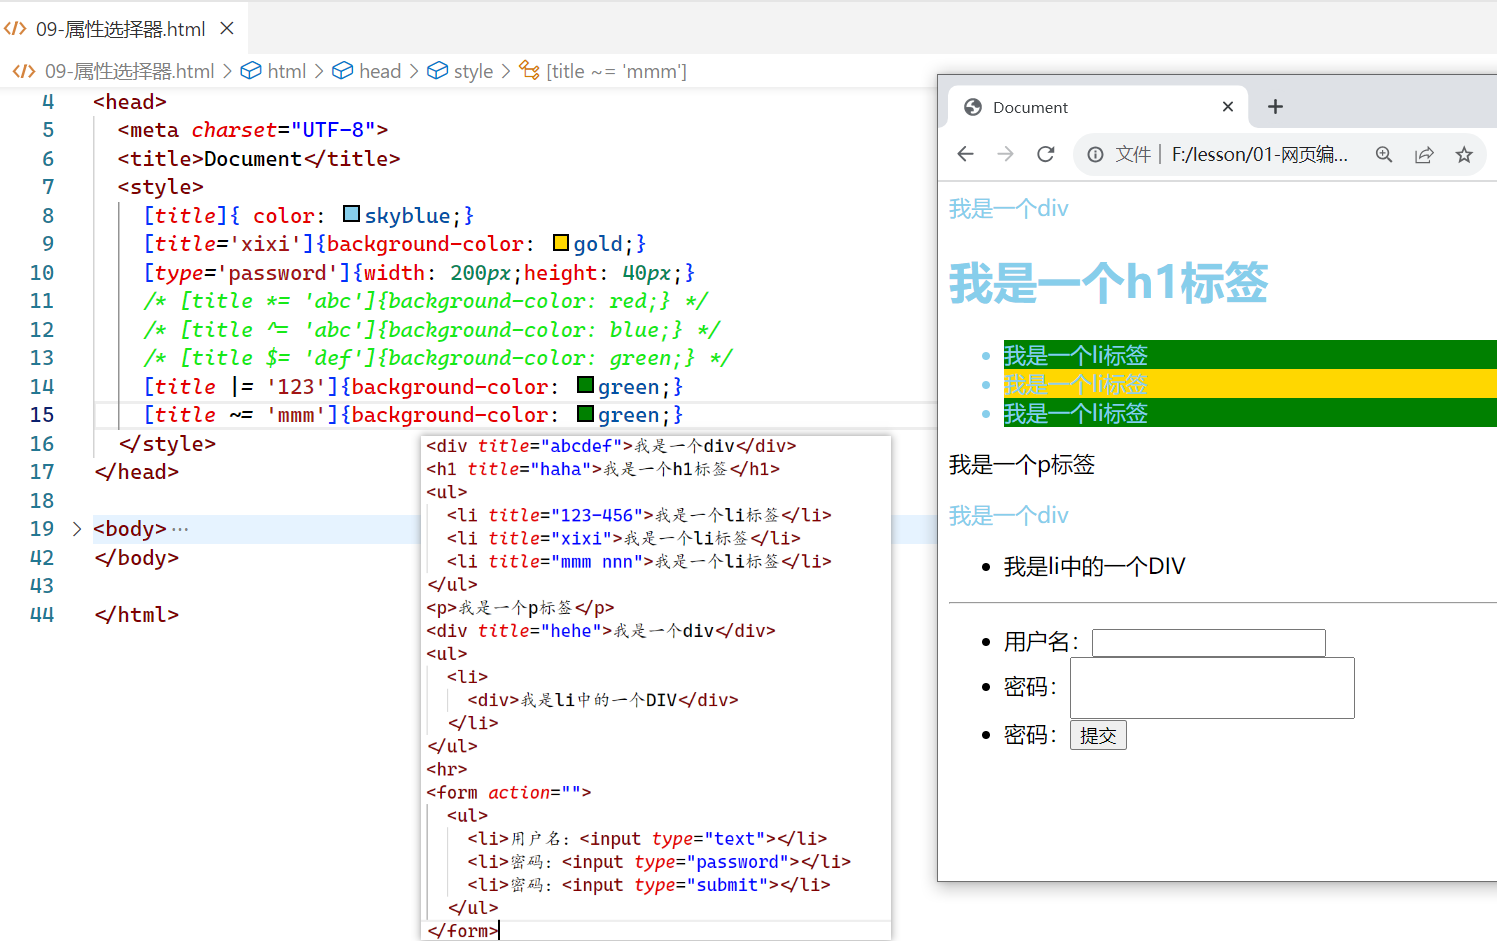 09-属性选择器.html
09-属性选择器.html > html > head > style > [title ~= 'mmm']
4 <head>
5 <meta charset="UTF-8">
6 <title>Document</title>
7 <style>
8 [title]{ color: skyblue;}
9 [title='xixi']{background-color: gold;}
10 [type='password']{width: 200px;height: 40px;}
11 /* [title *= 'abc']{background-color: red;} */
12 /* [title ^= 'abc']{background-color: blue;} */
13 /* [title $= 'def']{background-color: green;} */
14 [title |= '123']{background-color: green;}
15 [title ~= 'mmm']{background-color: green;}
16 </style>
17 </head>
18
19 <body>…
42 </body>
43
44 </html>
<div title="abcdef">我是一个div</div>
<h1 title="haha">我是一个h1标签</h1>
<ul>
<li title="123-456">我是一个li标签</li>
<li title="xixi">我是一个li标签</li>
<li title="mmm nnn">我是一个li标签</li>
</ul>
<p>我是一个p标签</p>
<div title="hehe">我是一个div</div>
<ul>
<li>
<div>我是li中的一个DIV</div>
</li>
</ul>
<hr>
<form action="">
<ul>
<li>用户名：<input type="text"></li>
<li>密码：<input type="password"></li>
<li>密码：<input type="submit"></li>
</ul>
</form>
Document
文件 | F:/lesson/01-网页编...
我是一个div
我是一个h1标签
我是一个li标签
我是一个li标签
我是一个li标签
我是一个p标签
我是一个div
我是li中的一个DIV
用户名：
密码：
密码： 提交